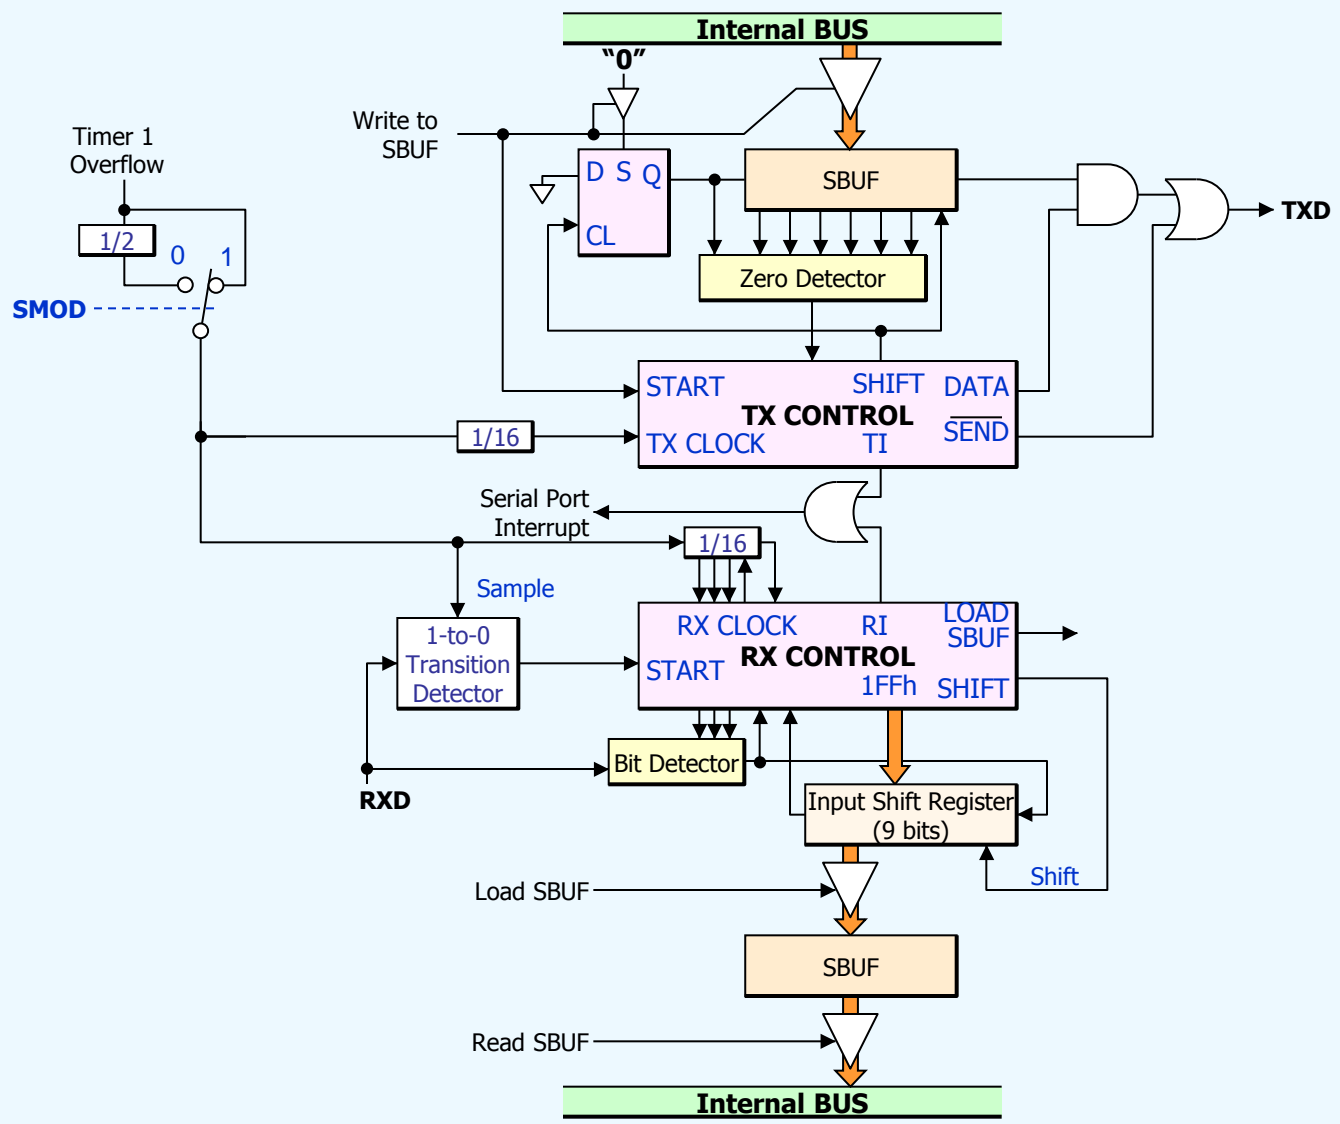 Internal BUS
“0”
Write to
SBUF
Timer 1
Overflow
D S Q
CL
SBUF
TXD
1/2
0 1
SMOD
Zero Detector
START
SHIFT
DATA
TX CONTROL
TX CLOCK
TI
SEND
1/16
Serial Port
Interrupt
1/16
Sample
RX CLOCK
RI
LOAD
SBUF
1-to-0
Transition
Detector
START
RX CONTROL
1FFh
SHIFT
Bit Detector
RXD
Input Shift Register
(9 bits)
Shift
Load SBUF
SBUF
Read SBUF
Internal BUS